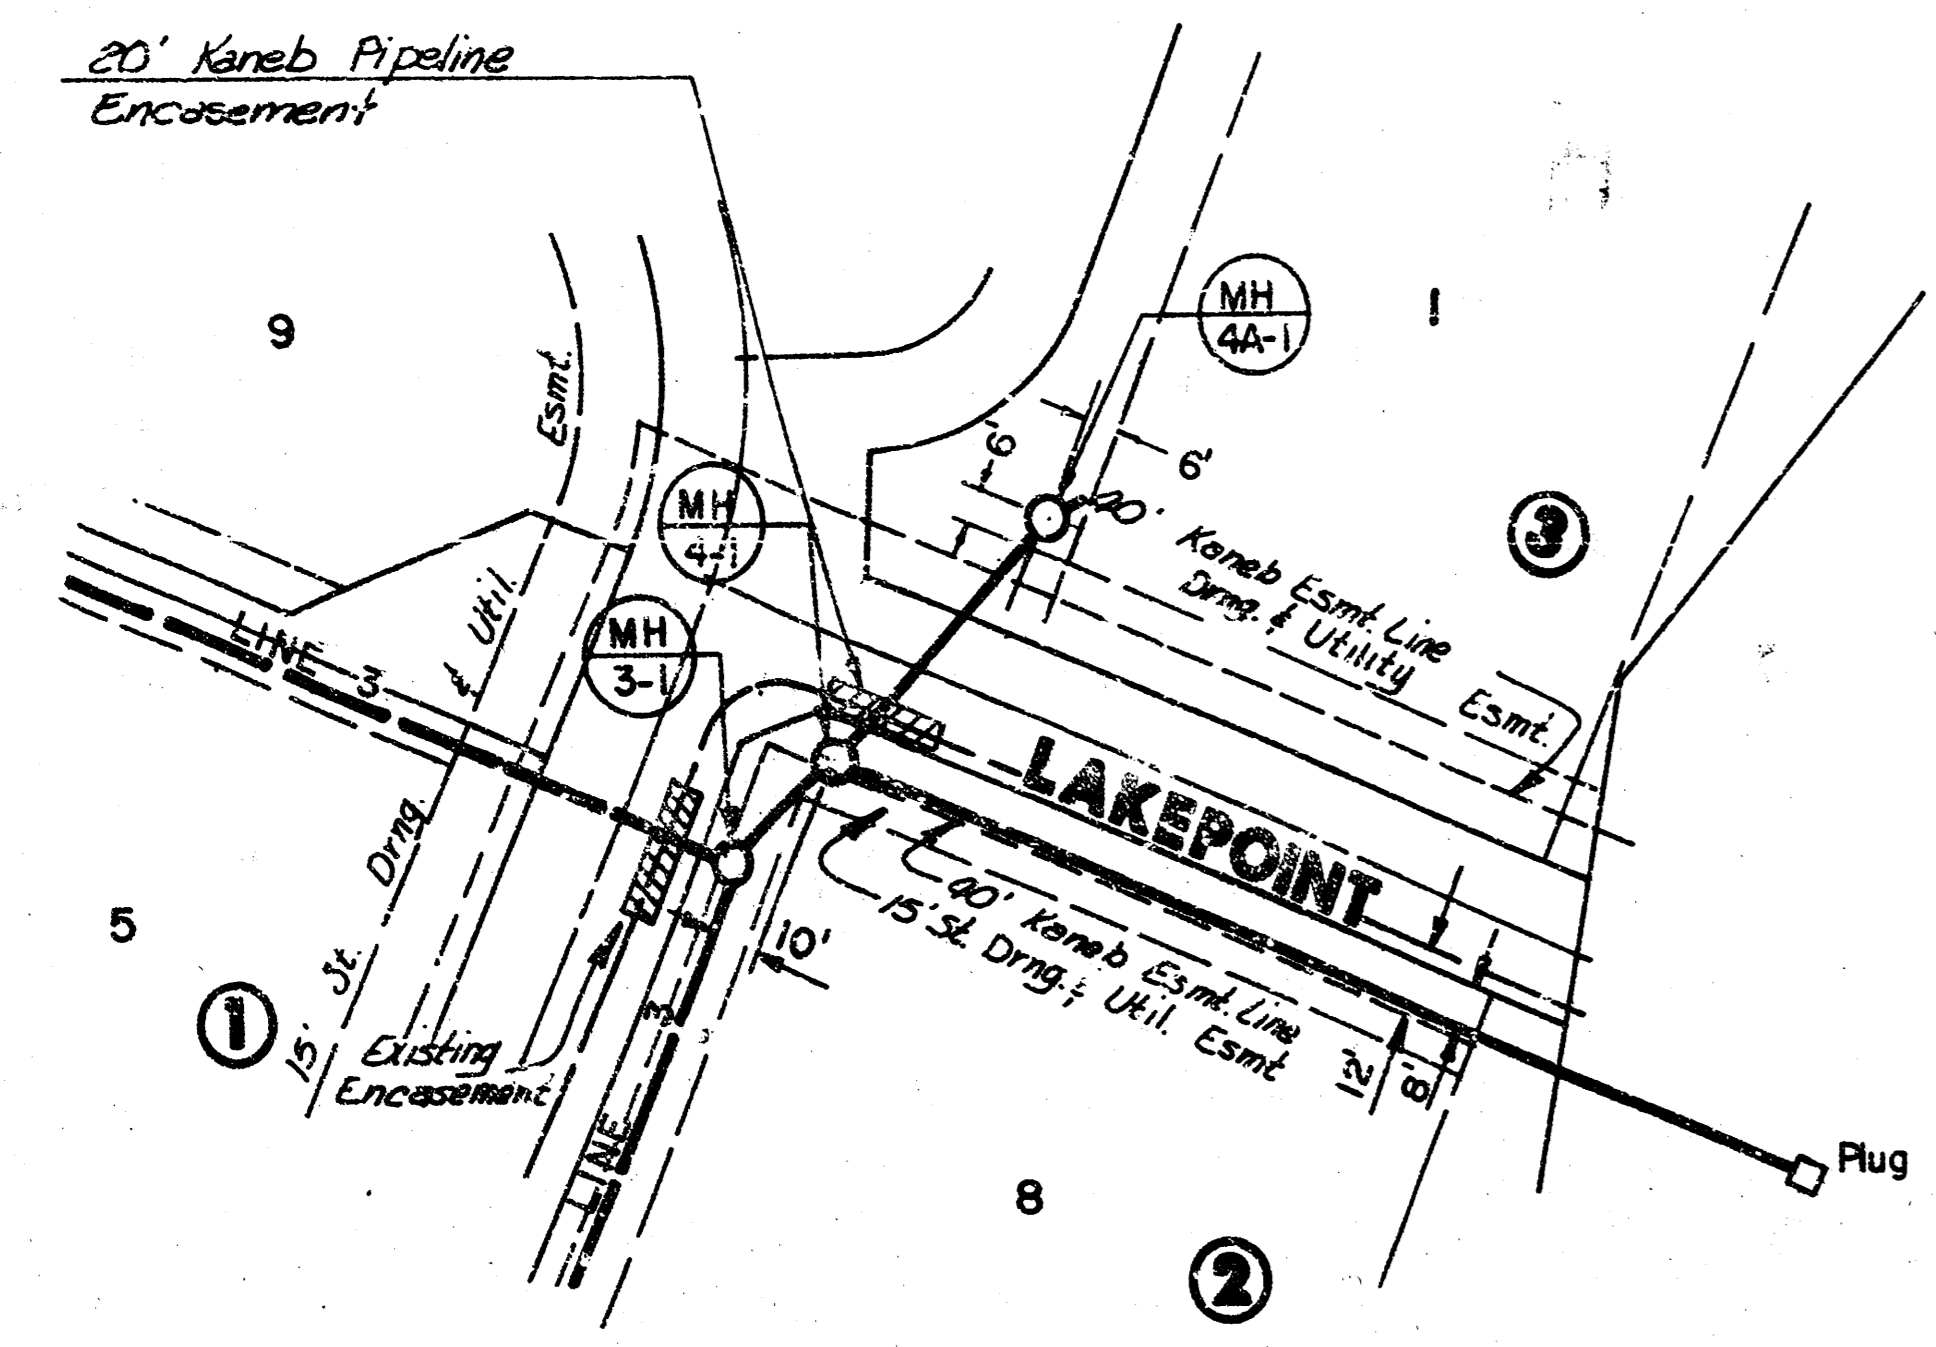 20' Kaneb Pipeline
Encasement
MH
4A-1
1
9
Esmt.
6'
6'
MH
4-1
3
40' Kaneb Esmt. Line
Drng. & Utility Esmt.
Util.
&
MH
3-1
LINE 3
LAKEPOINT
Drng.
5
10'
40' Kaneb Esmt. Line
15' St. Drng. & Util. Esmt
1
St.
15'
3
Existing
Encasement
12'
8'
LINE
Plug
8
2